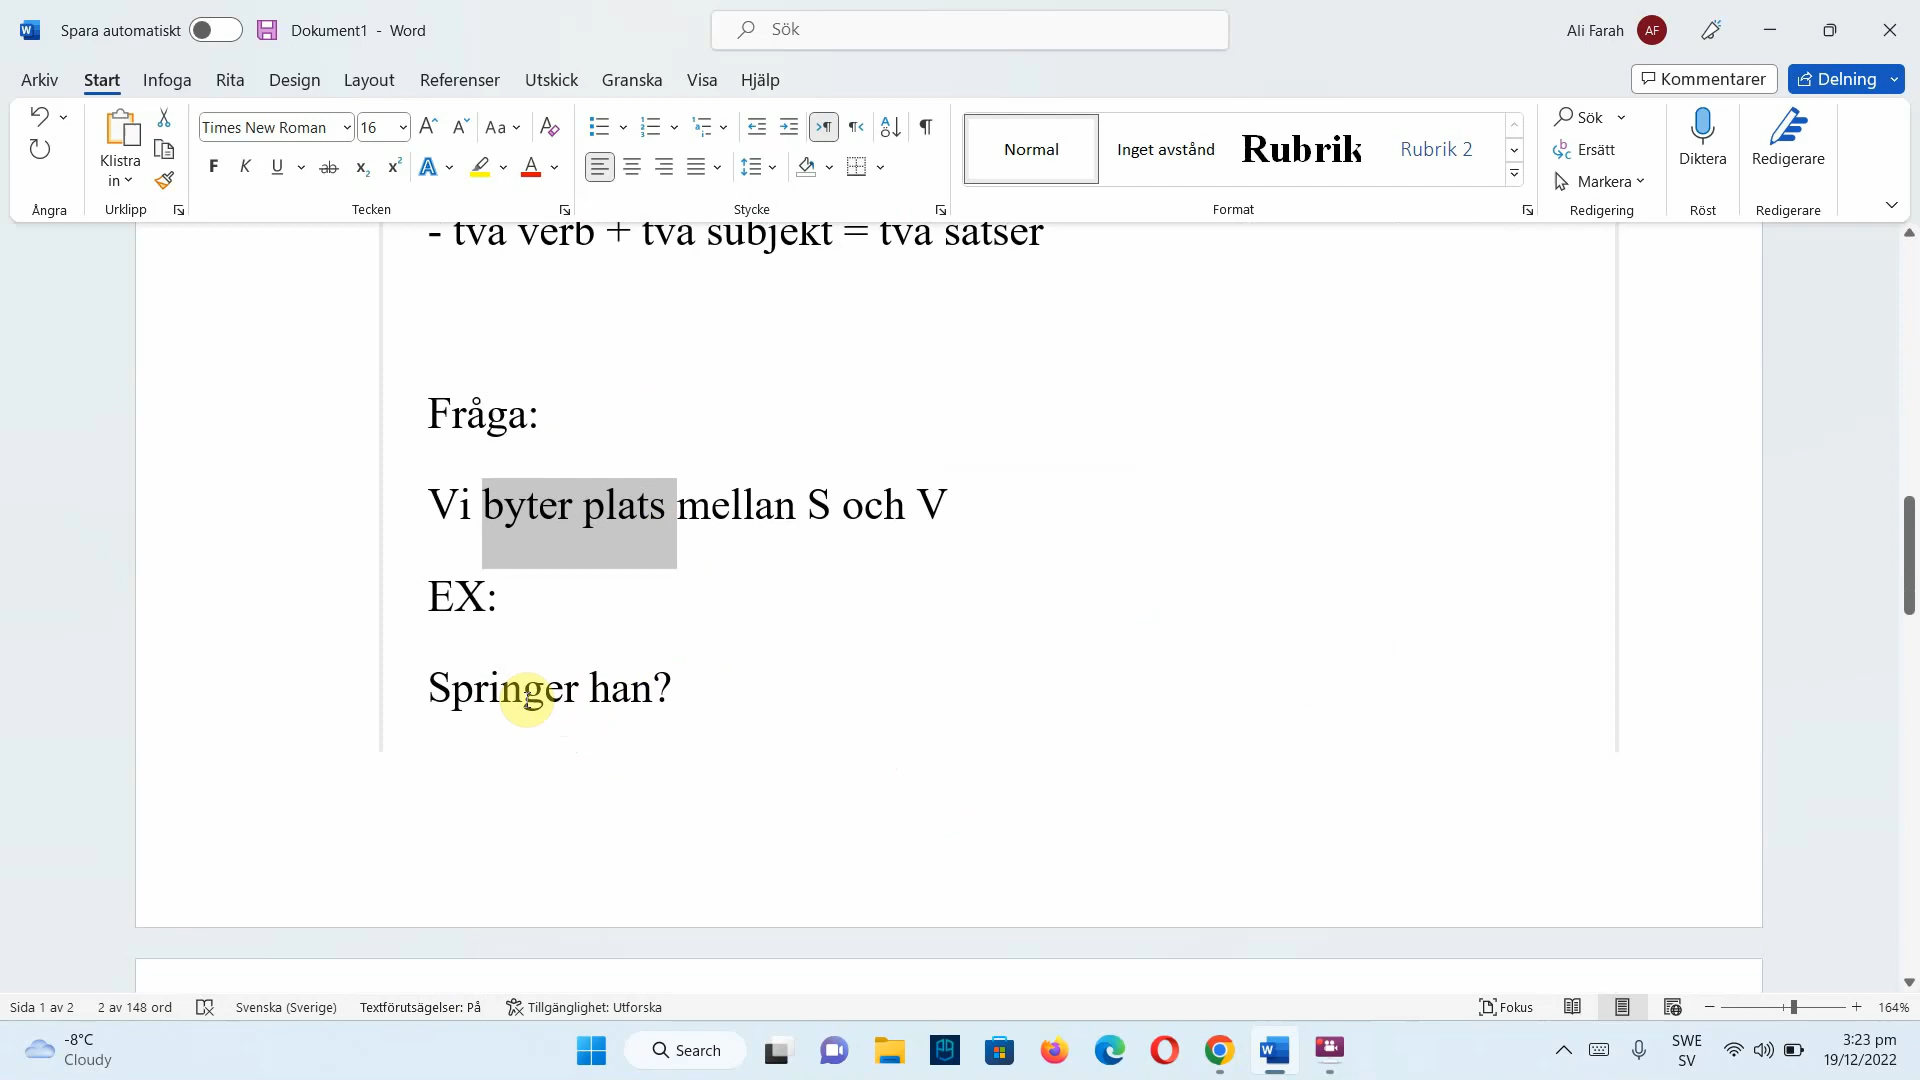 Spara automatiskt
Dokument1 - Word
Sök
Ali Farah
AF
Arkiv
Start
Infoga
Rita
Design
Layout
Referenser
Utskick
Granska
Visa
Hjälp
Kommentarer
Delning
Times New Roman
16
Klistra
in
F K U ab x₂ x² A A
Aa
Normal
Inget avstånd
Rubrik
Rubrik 2
Sök
Ersätt
Markera
Diktera
Redigerare
Ångra
Urklipp
Tecken
Stycke
Format
Redigering
Röst
Redigerare
- två verb + två subjekt = två satser
Fråga:
Vi byter plats mellan S och V
EX:
Springer han?
Sida 1 av 2
2 av 148 ord
Svenska (Sverige)
Textförutsägelser: På
Tillgänglighet: Utforska
Fokus
164%
-8°C
Cloudy
Search
SWE
SV
3:23 pm
19/12/2022